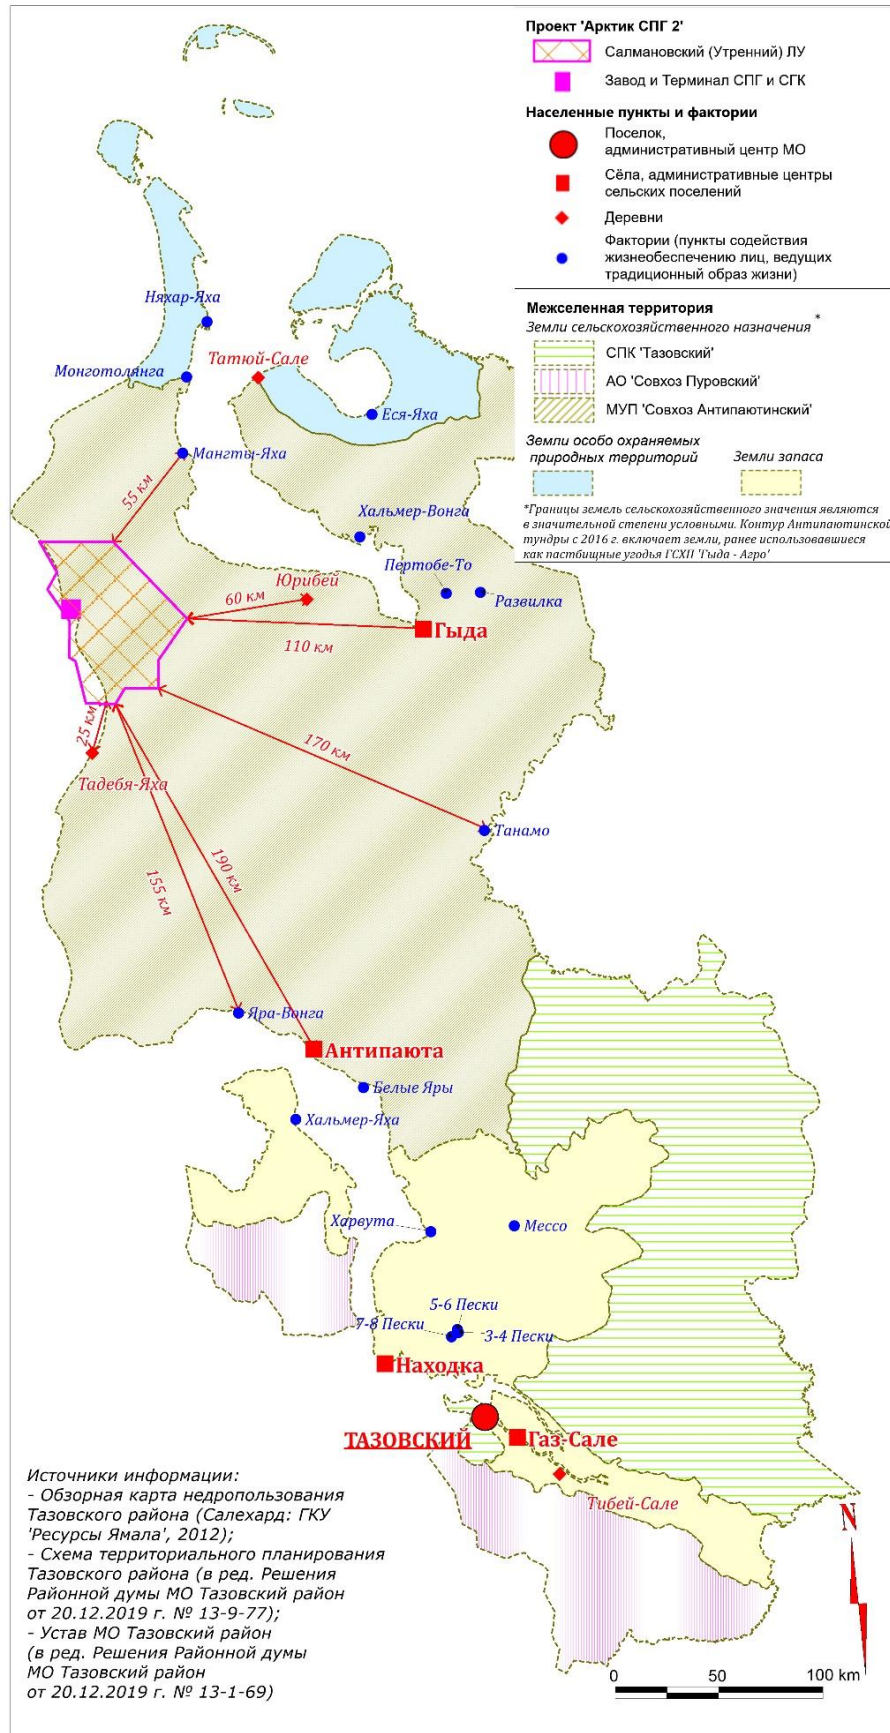 Проект 'Арктик СПГ 2'
Салмановский (Утренний) ЛУ
Завод и Терминал СПГ и СГК
Населенные пункты и фактории
Поселок,
административный центр МО
Сёла, административные центры
сельских поселений
Деревни
Фактории (пункты содействия
жизнеобеспечению лиц, ведущих
традиционный образ жизни)
Межселенная территория
Земли сельскохозяйственного назначения *
СПК 'Тазовский'
АО 'Совхоз Пуровский'
МУП 'Совхоз Антипаютинский'
Земли особо охраняемых
природных территорий
Земли запаса
*Границы земель сельскохозяйственного значения являются
в значительной степени условными. Контур Антипаютинской
тундры с 2016 г. включает земли, ранее использовавшиеся
как пастбищные угодья ГСХП 'Гыда - Агро'
Няхар-Яха
Татюй-Сале
Монготолянга
Еся-Яха
Мангты-Яха
55 км
Хальмер-Вонга
Пертобе-То
Юрибей
60 км
Развилка
Гыда
110 км
25 км
170 км
Тадебя-Яха
Танамо
190 км
155 км
Яра-Вонга
Антипаюта
Белые Яры
Хальмер-Яха
Харвута
Мессо
5-6 Пески
7-8 Пески
3-4 Пески
Находка
ТАЗОВСКИЙ
Газ-Сале
Тибей-Сале
Источники информации:
- Обзорная карта недропользования
Тазовского района (Салехард: ГКУ
'Ресурсы Ямала', 2012);
- Схема территориального планирования
Тазовского района (в ред. Решения
Районной думы МО Тазовский район
от 20.12.2019 г. № 13-9-77);
- Устав МО Тазовский район
(в ред. Решения Районной думы
МО Тазовский район
от 20.12.2019 г. № 13-1-69)
N
0 50 100 km